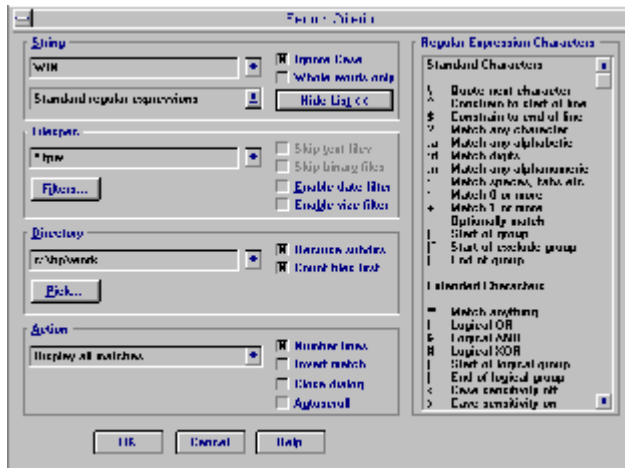 Search Criteria
String
WIN
Ignore Case
Whole words only
Standard regular expressions
Hide List <<
Filespec
Skip text files
Skip binary files
Enable date filter
Filters...
Enable size filter
Directory
Recurse subdirs
Count files first
Pick...
Action
Number lines
Display all matches
Invert match
Close dialog
Autoscroll
OK
Cancel
Help
Regular Expression Characters
Standard Characters
\ Quote next character
^ Constrain to start of line
$ Constrain to end of line
? Match any character
:a Match any alphabetic
:d Match digits
:n Match any alphanumeric
: Match spaces, tabs etc.
* Match 0 or more
+ Match 1 or more
Optionally match
[ Start of group
Start of exclude group
] End of group
Extended Characters
Match anything
| Logical OR
& Logical AND
Logical XOR
Start of logical group
End of logical group
< Case sensitivity off
> Case sensitivity on